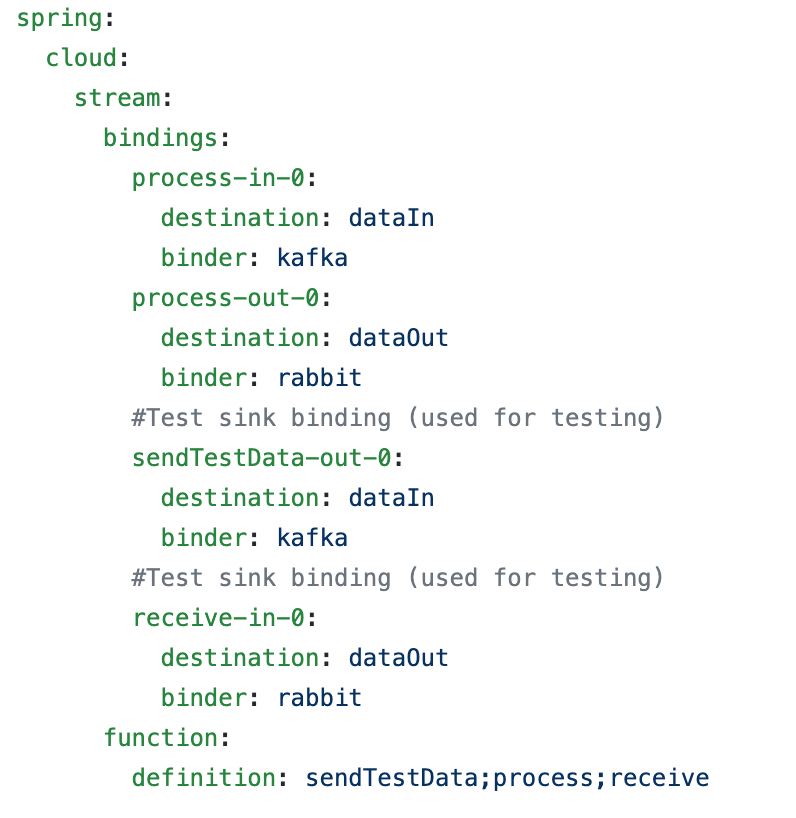 spring:
  cloud:
    stream:
      bindings:
        process-in-0:
          destination: dataIn
          binder: kafka
        process-out-0:
          destination: dataOut
          binder: rabbit
        #Test sink binding (used for testing)
        sendTestData-out-0:
          destination: dataIn
          binder: kafka
        #Test sink binding (used for testing)
        receive-in-0:
          destination: dataOut
          binder: rabbit
      function:
        definition: sendTestData;process;receive